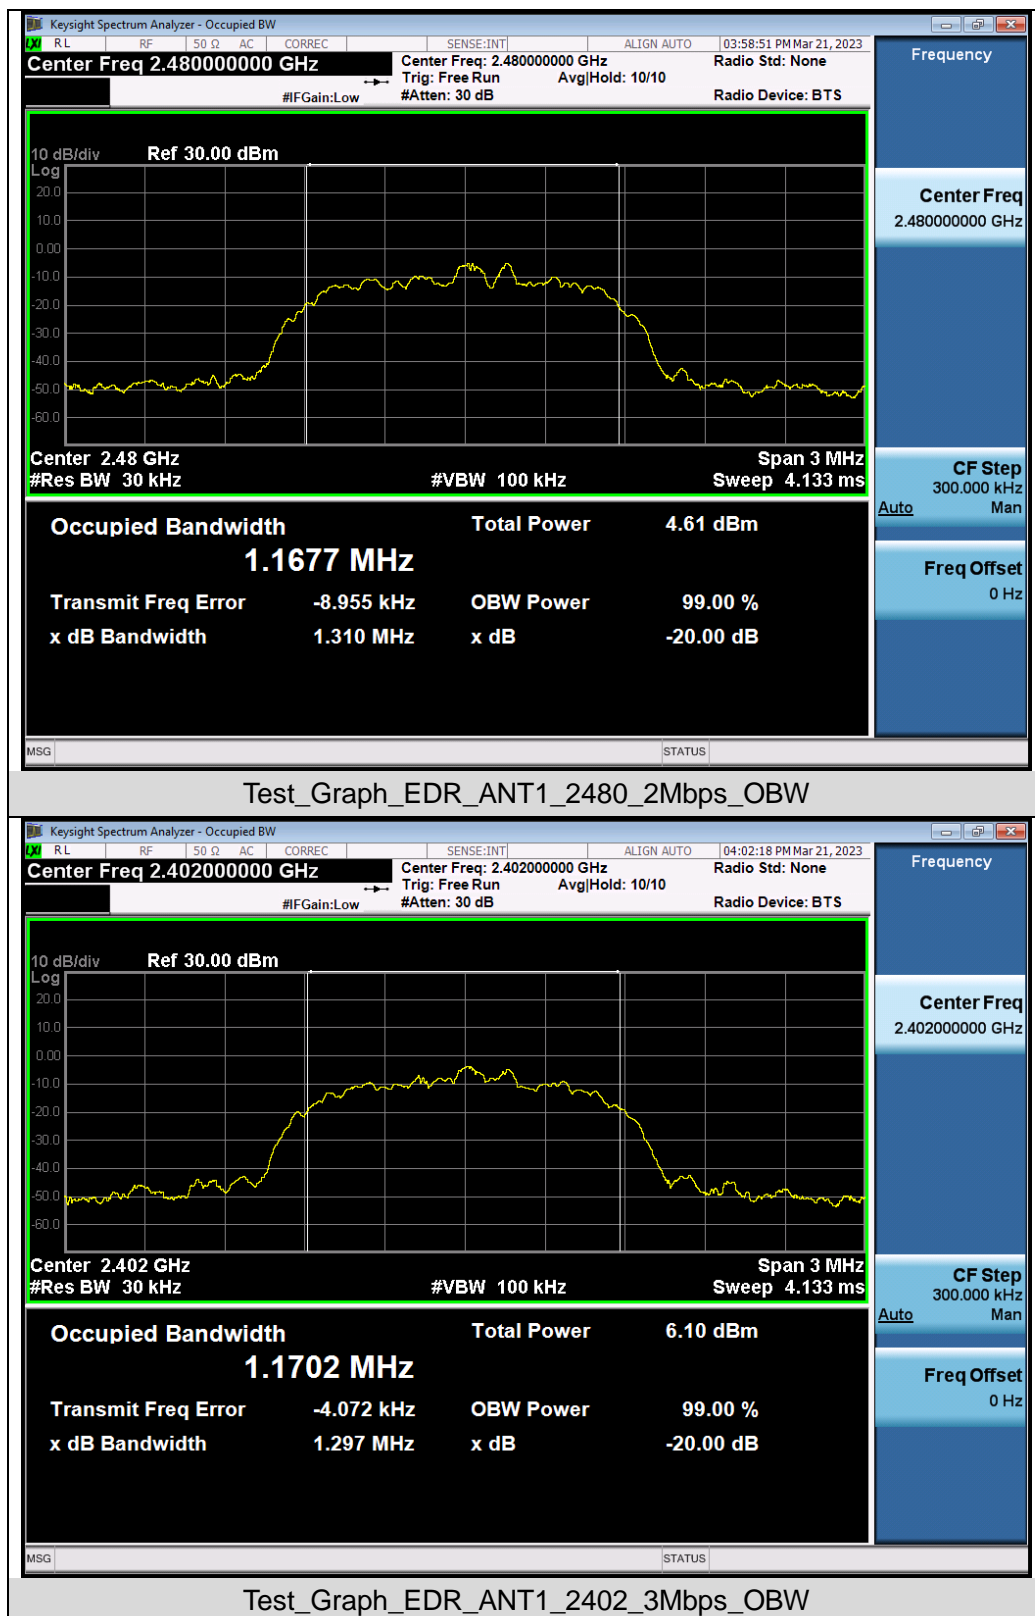 Keysight Spectrum Analyzer - Occupied BW
LXI RL RF 50 Ω AC CORREC SENSE:INT ALIGN AUTO 03:58:51 PM Mar 21, 2023
Center Freq 2.480000000 GHz
Center Freq: 2.480000000 GHz
Radio Std: None
Trig: Free Run Avg|Hold: 10/10
#IFGain:Low
#Atten: 30 dB
Radio Device: BTS
Frequency
10 dB/div Ref 30.00 dBm
Log
20.0
10.0
0.00
-10.0
-20.0
-30.0
-40.0
-50.0
-60.0
Center 2.48 GHz Span 3 MHz
#Res BW 30 kHz #VBW 100 kHz Sweep 4.133 ms
Center Freq
2.480000000 GHz
CF Step
300.000 kHz
Auto Man
Freq Offset
0 Hz
Occupied Bandwidth Total Power 4.61 dBm
1.1677 MHz
Transmit Freq Error -8.955 kHz OBW Power 99.00 %
x dB Bandwidth 1.310 MHz x dB -20.00 dB
MSG STATUS
Test_Graph_EDR_ANT1_2480_2Mbps_OBW
Keysight Spectrum Analyzer - Occupied BW
LXI RL RF 50 Ω AC CORREC SENSE:INT ALIGN AUTO 04:02:18 PM Mar 21, 2023
Center Freq 2.402000000 GHz
Center Freq: 2.402000000 GHz
Radio Std: None
Trig: Free Run Avg|Hold: 10/10
#IFGain:Low
#Atten: 30 dB
Radio Device: BTS
Frequency
10 dB/div Ref 30.00 dBm
Log
20.0
10.0
0.00
-10.0
-20.0
-30.0
-40.0
-50.0
-60.0
Center 2.402 GHz Span 3 MHz
#Res BW 30 kHz #VBW 100 kHz Sweep 4.133 ms
Center Freq
2.402000000 GHz
CF Step
300.000 kHz
Auto Man
Freq Offset
0 Hz
Occupied Bandwidth Total Power 6.10 dBm
1.1702 MHz
Transmit Freq Error -4.072 kHz OBW Power 99.00 %
x dB Bandwidth 1.297 MHz x dB -20.00 dB
MSG STATUS
Test_Graph_EDR_ANT1_2402_3Mbps_OBW